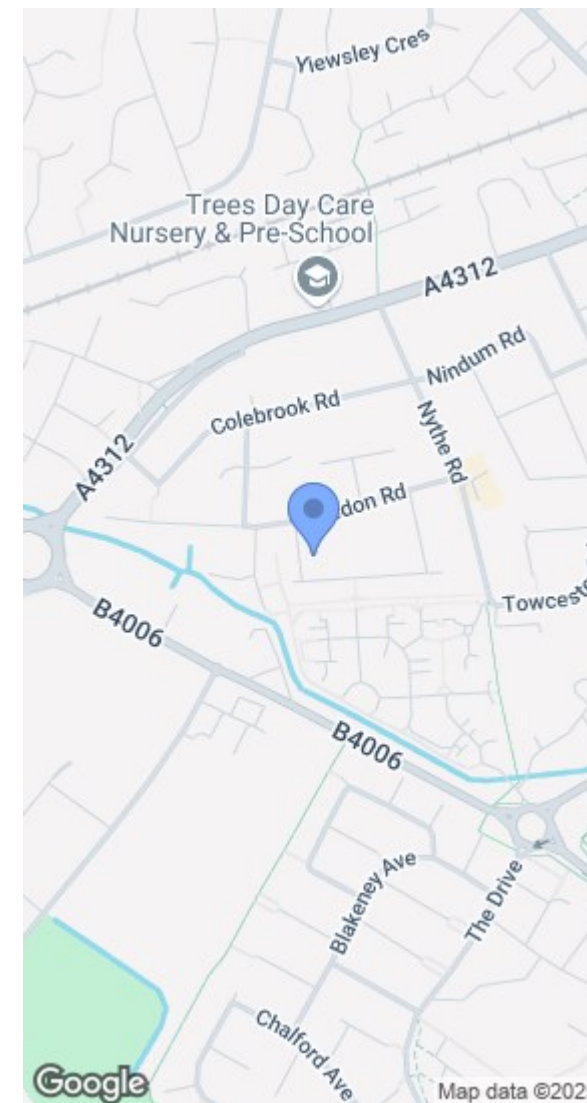 Yiewsley Cres
Trees Day Care
Nursery & Pre-School
A4312
Nindum Rd
Colebrook Rd
Nythe Rd
A4312
don Rd
Towceste
B4006
B4006
Blakeney Ave
The Drive
Chalford Ave
Google
Map data ©202